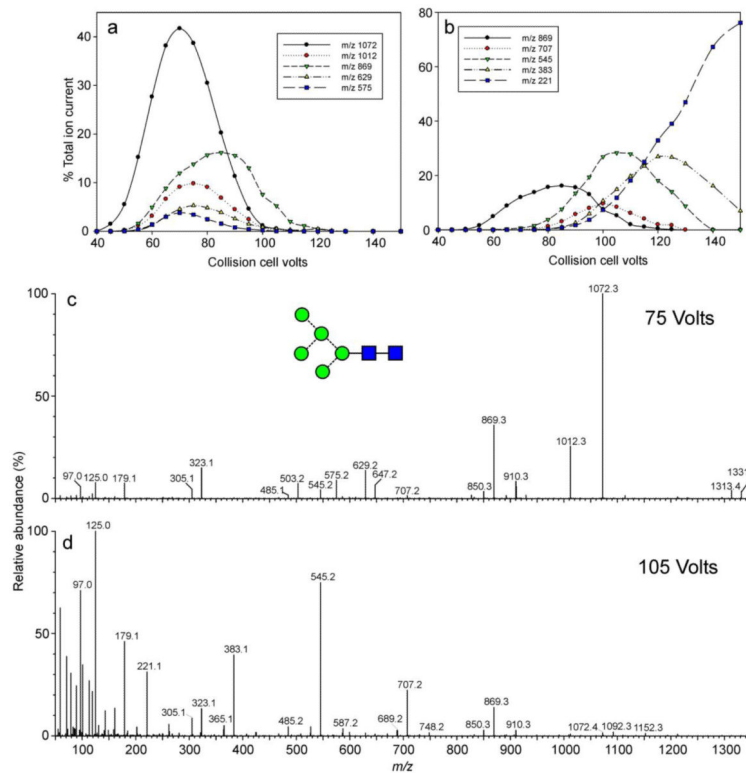 a
40
30
20
10
0
% Total ion current
40 60 80 100 120 140
Collision cell volts
m/z 1072
m/z 1012
m/z 869
m/z 629
m/z 575
b
80
60
40
20
0
40 60 80 100 120 140
Collision cell volts
m/z 869
m/z 707
m/z 545
m/z 383
m/z 221
c
75 Volts
100
50
0
Relative abundance (%)
97.0
125.0
179.1
305.1
323.1
485.1
503.2
545.2
575.2
629.2
647.2
707.2
850.3
869.3
910.3
1012.3
1072.3
1313.4
1331
d
105 Volts
100
50
0
97.0
125.0
179.1
221.1
305.1
323.1
365.1
383.1
485.2
545.2
587.2
689.2
707.2
748.2
850.3
869.3
910.3
1072.4
1092.3
1152.3
50 100 200 300 400 500 600 700 800 900 1000 1100 1200 1300
m/z